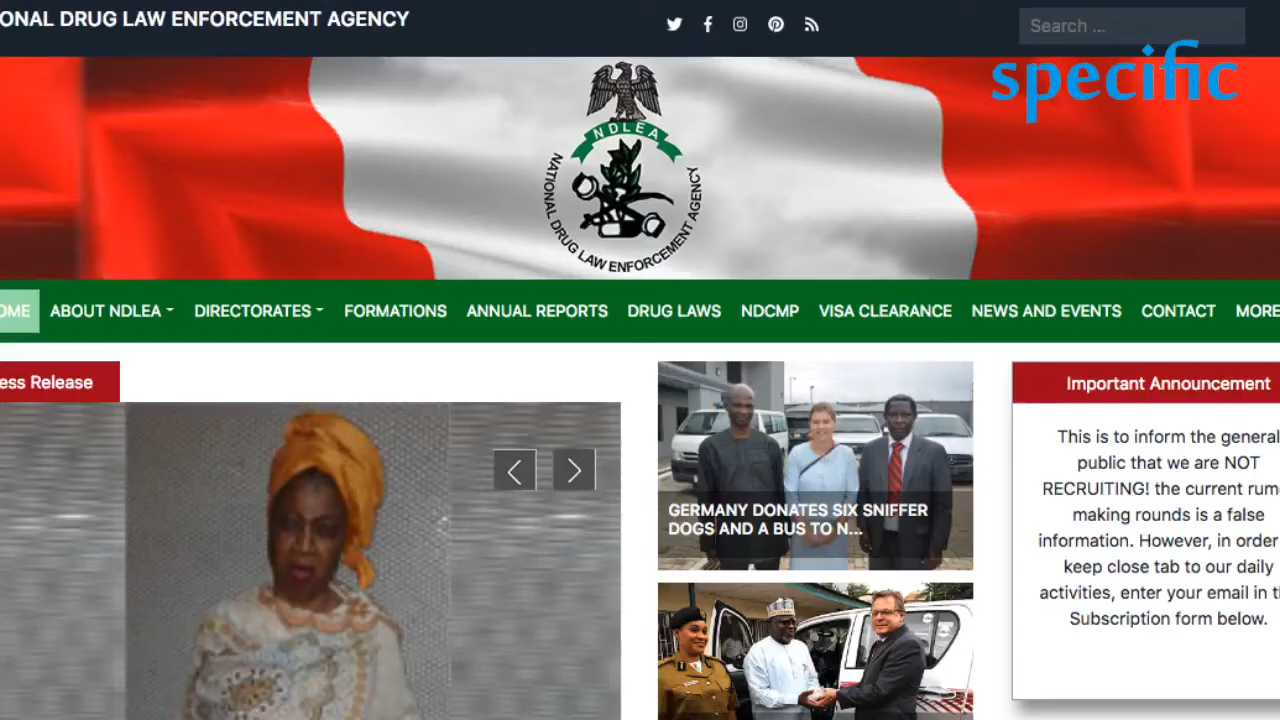 ONAL DRUG LAW ENFORCEMENT AGENCY
Search ...
specific
NDLEA
NATIONAL DRUG LAW ENFORCEMENT AGENCY
OME
ABOUT NDLEA
DIRECTORATES
FORMATIONS
ANNUAL REPORTS
DRUG LAWS
NDCMP
VISA CLEARANCE
NEWS AND EVENTS
CONTACT
MORE
ess Release
GERMANY DONATES SIX SNIFFER
DOGS AND A BUS TO N...
Important Announcement
This is to inform the general
public that we are NOT
RECRUITING! the current rum
making rounds is a false
information. However, in order
keep close tab to our daily
activities, enter your email in th
Subscription form below.